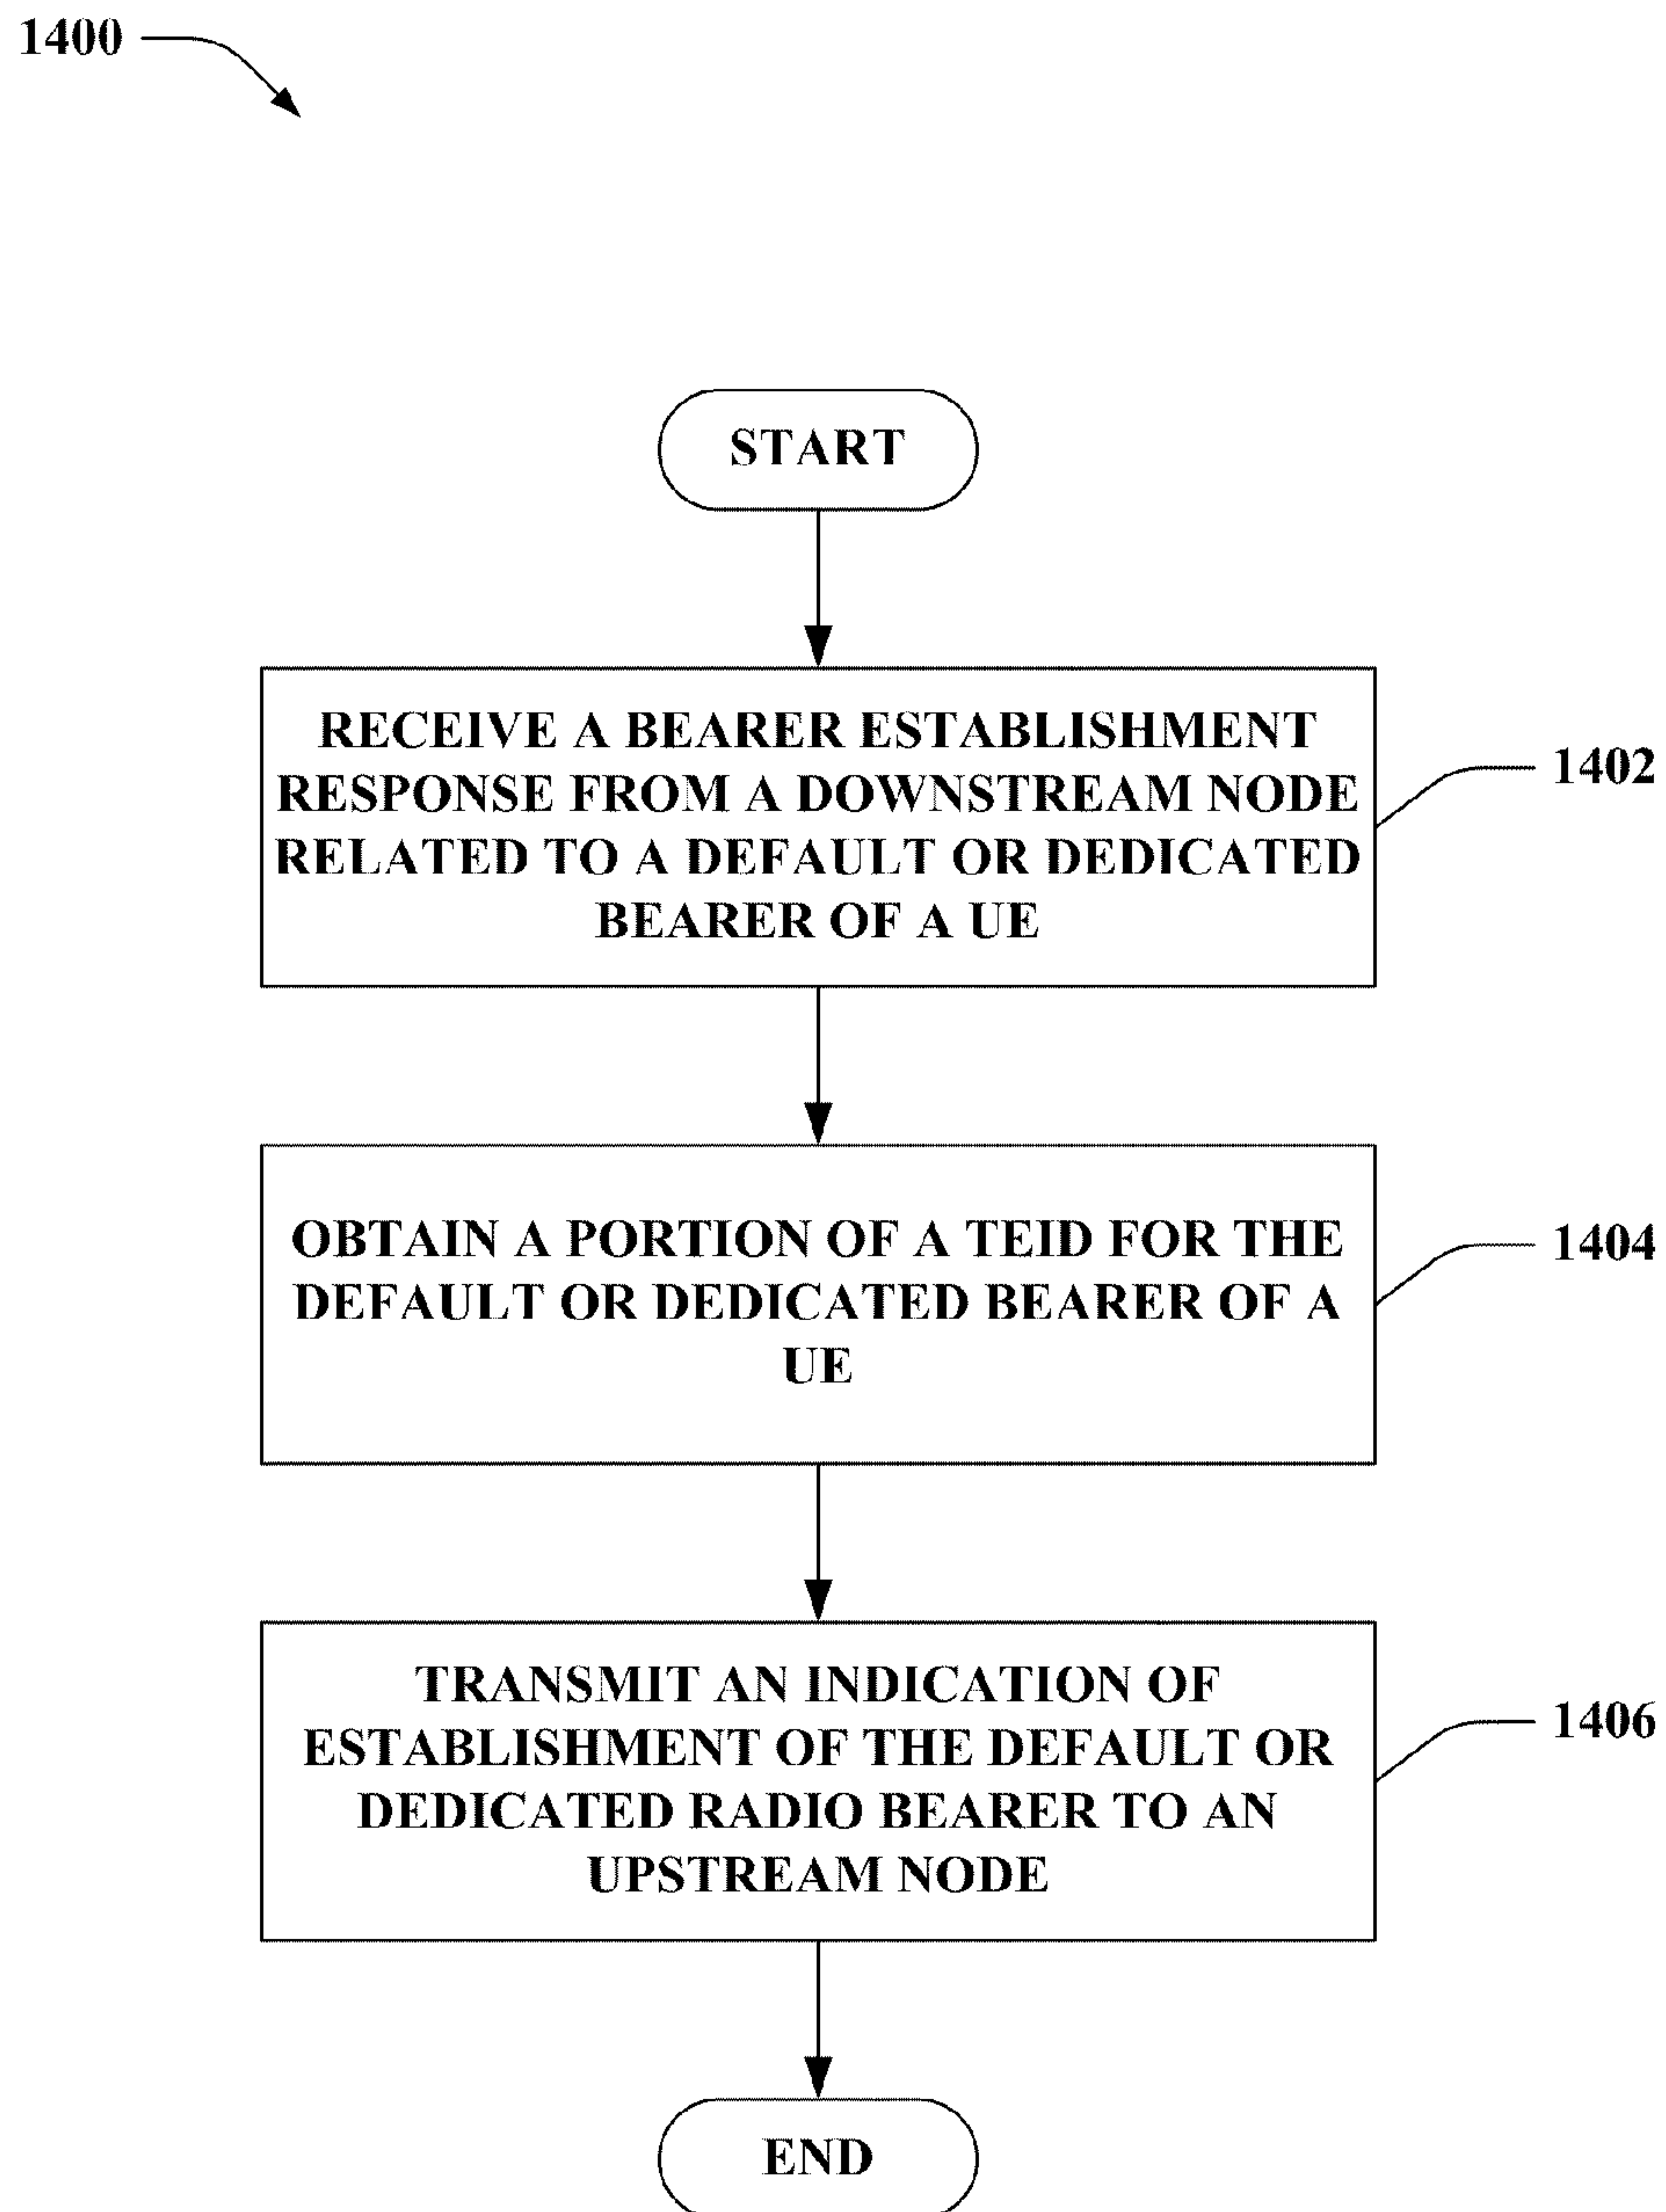 1400
START
RECEIVE A BEARER ESTABLISHMENT
RESPONSE FROM A DOWNSTREAM NODE
RELATED TO A DEFAULT OR DEDICATED
BEARER OF A UE
1402
OBTAIN A PORTION OF A TEID FOR THE
DEFAULT OR DEDICATED BEARER OF A
UE
1404
TRANSMIT AN INDICATION OF
ESTABLISHMENT OF THE DEFAULT OR
DEDICATED RADIO BEARER TO AN
UPSTREAM NODE
1406
END